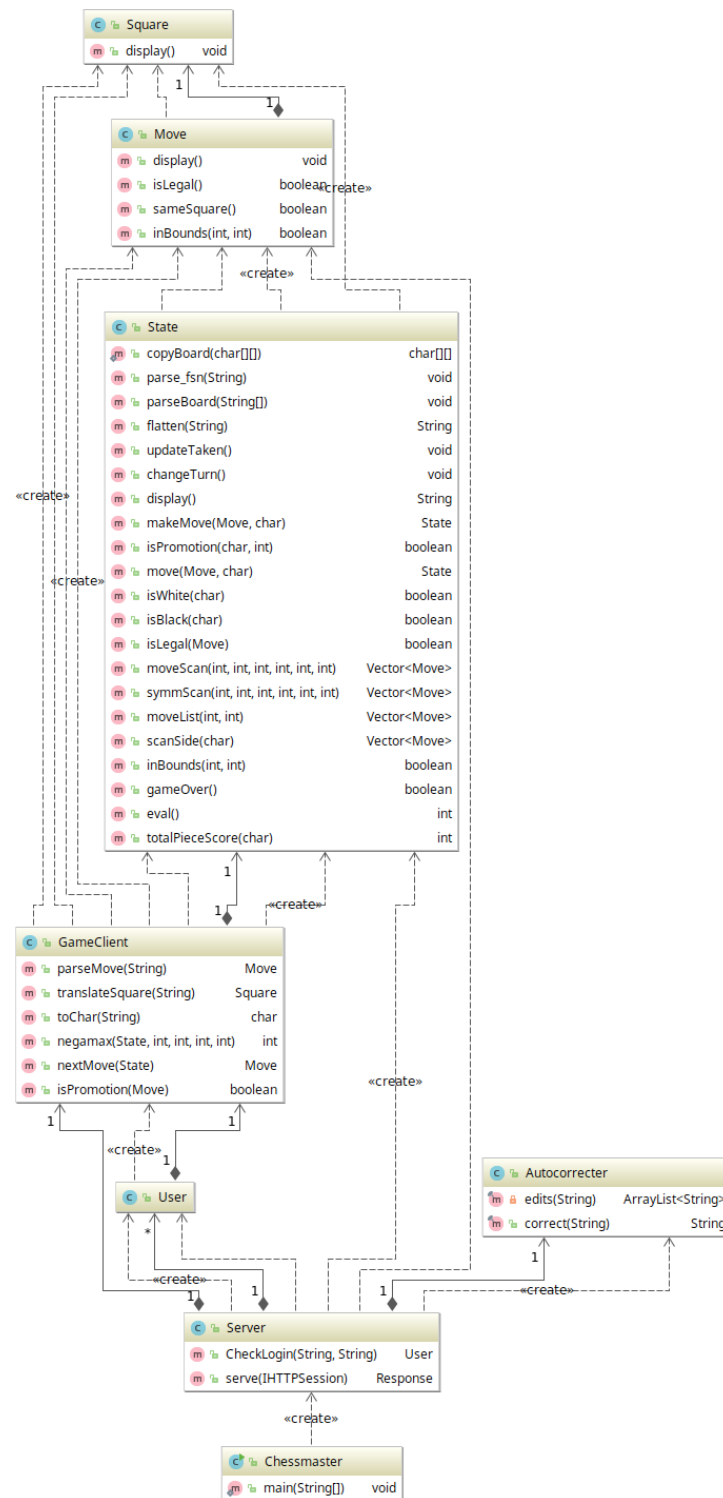 Square
display() void
1
1
Move
display() void
isLegal() boolean
«create»
sameSquare() boolean
inBounds(int, int) boolean
«create»
State
copyBoard(char[][]) char[][]
parse_fsn(String) void
parseBoard(String[]) void
flatten(String) String
updateTaken() void
changeTurn() void
«create»
display() String
makeMove(Move, char) State
isPromotion(char, int) boolean
move(Move, char) State
«create»
isWhite(char) boolean
isBlack(char) boolean
isLegal(Move) boolean
moveScan(int, int, int, int, int, int) Vector<Move>
symmScan(int, int, int, int, int, int) Vector<Move>
moveList(int, int) Vector<Move>
scanSide(char) Vector<Move>
inBounds(int, int) boolean
gameOver() boolean
eval() int
totalPieceScore(char) int
1
1 «create»
GameClient
parseMove(String) Move
translateSquare(String) Square
toChar(String) char
negamax(State, int, int, int, int) int
nextMove(State) Move
isPromotion(Move) boolean
«create»
1 1
«create»
1
User
Autocorrecter
edits(String) ArrayList<String>
correct(String) String
*
1
«create»
1 1 1
«create»
Server
CheckLogin(String, String) User
serve(IHTTPSession) Response
«create»
Chessmaster
main(String[]) void